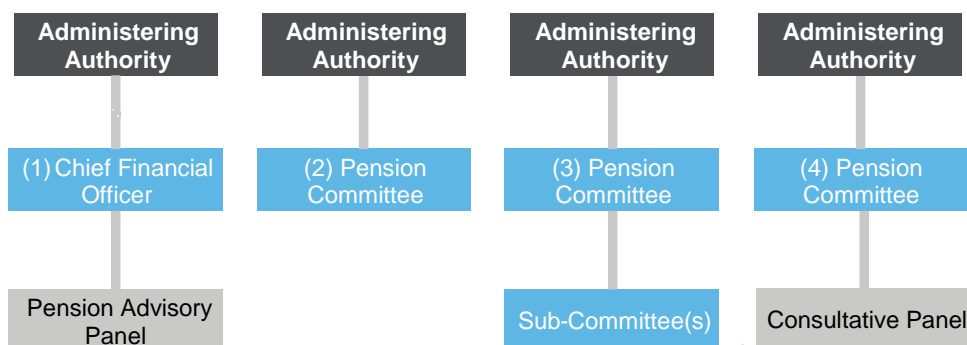 Administering
Authority
Administering
Authority
Administering
Authority
Administering
Authority
(1) Chief Financial
Officer
(2) Pension
Committee
(3) Pension
Committee
(4) Pension
Committee
Pension Advisory
Panel
Sub-Committee(s)
Consultative Panel